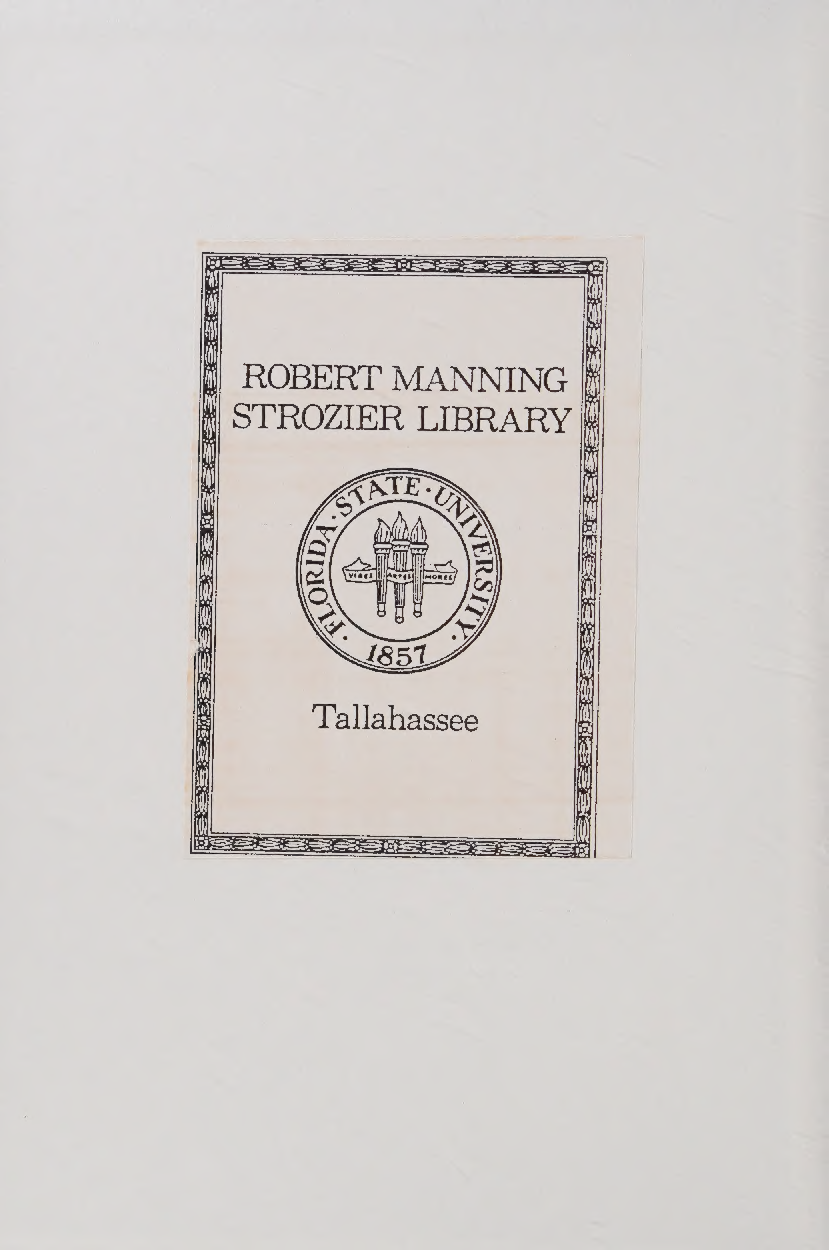 ROBERT MANNING
STROZIER LIBRARY
· FLORIDA · STATE · UNIVERSITY ·
VIRES ARTES MORES
1857
Tallahassee